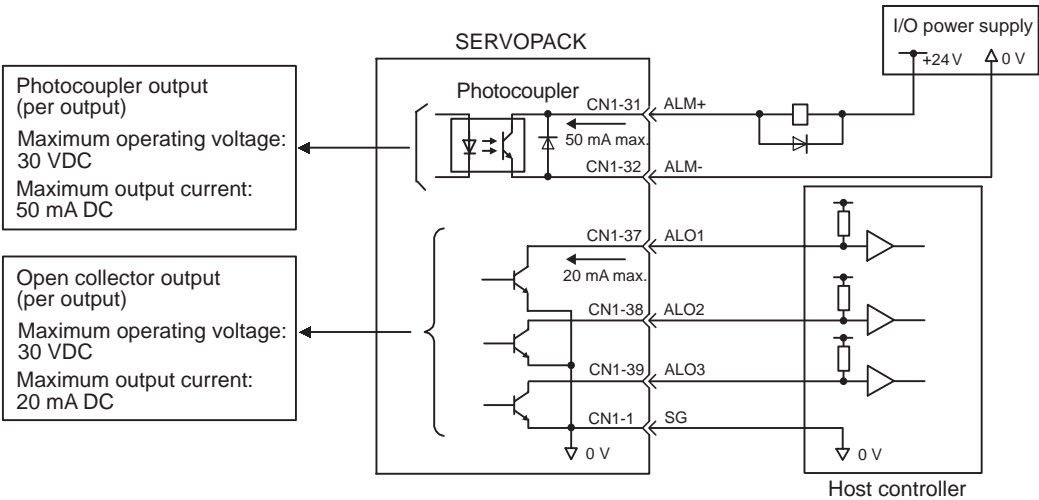 I/O power supply
+24 V
0 V
SERVOPACK
Photocoupler output
(per output)
Maximum operating voltage:
30 VDC
Maximum output current:
50 mA DC
Photocoupler
CN1-31
ALM+
50 mA max.
CN1-32
ALM-
CN1-37
ALO1
20 mA max.
Open collector output
(per output)
Maximum operating voltage:
30 VDC
Maximum output current:
20 mA DC
CN1-38
ALO2
CN1-39
ALO3
CN1-1
SG
0 V
0 V
Host controller